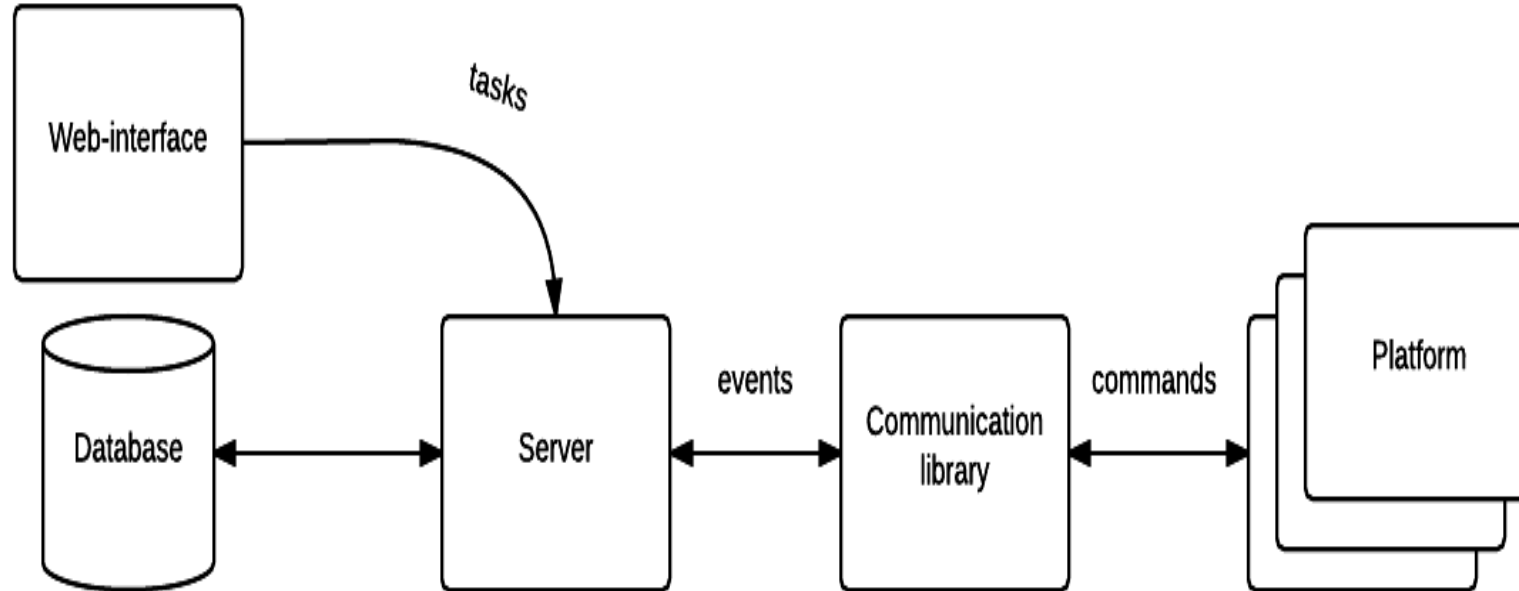 tasks
Web-interface
Platform
events
commands
Communication
library
Database
Server